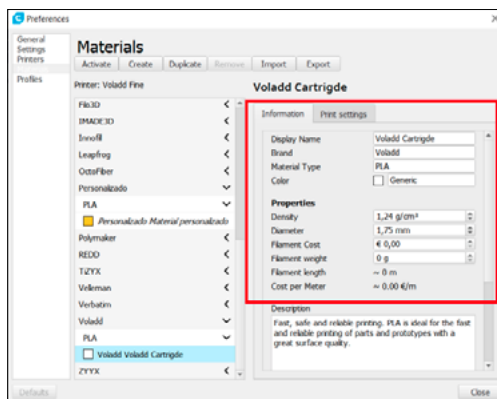 Preferences
General
Settings
Printers
Profiles
Materials
Activate Create Duplicate Remove Import Export
Printer: Voladd Fine
Voladd Cartrigde
Filo3D
IMADE3D
Innofil
Leapfrog
OctoFiber
Personalizado
PLA
Personalizado Material personalizado
Polymaker
REDD
TiZYX
Velleman
Verbatim
Voladd
PLA
Voladd Voladd Cartrigde
ZYYX
Information Print settings
Display Name Voladd Cartrigde
Brand Voladd
Material Type PLA
Color Generic
Properties
Density 1,24 g/cm³
Diameter 1,75 mm
Filament Cost € 0,00
Filament weight 0 g
Filament length ~ 0 m
Cost per Meter ~ 0.00 €/m
Description
Fast, safe and reliable printing. PLA is ideal for the fast
and reliable printing of parts and prototypes with a
great surface quality.
Defaults Close